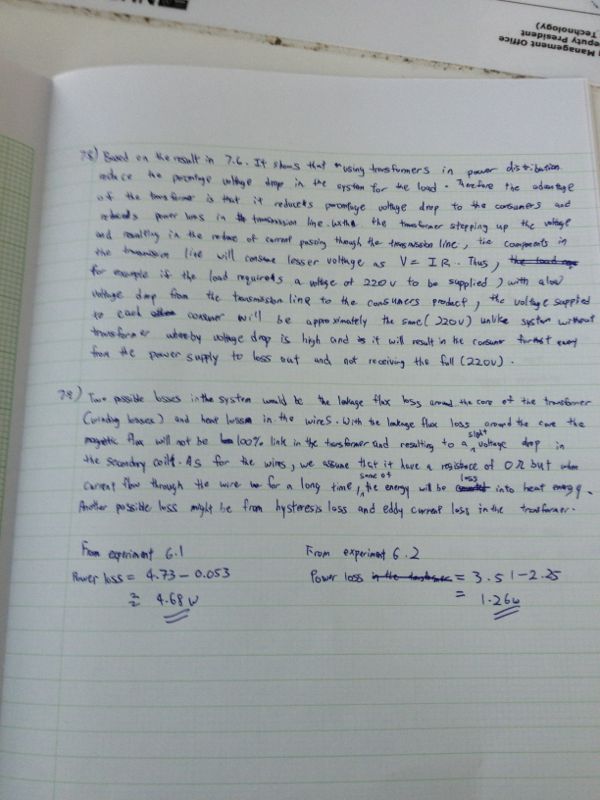 Management Office
eputy President
Technology)
7.8) Based on the result in 7.6. It shows that using transformers in power distribution
reduce the percentage voltage drop in the system for the load. Therefore the advantage
of the transformer is that it reduces percentage voltage drop to the consumers and
reduces power loss in the transmission line. With the transformer stepping up the voltage
and resulting in the reduce of current passing though the transmission line, the components in
the transmission line will consume lesser voltage as V = IR. Thus,
for example if the load requires a voltage of 220v to be supplied, with a low
voltage drop from the transmission line to the consumers product, the voltage supplied
to each consumer will be approximately the same (220v) unlike system without
transformer whereby voltage drop is high and it will result in the consumer away
from the power supply to loss out and not receiving the full (220v).
7.8) Two possible losses in the system would be the leakage flux loss around the core of the transformer
(winding losses) and heat losses in the wires. With the leakage flux loss around the core the
magnetic flux will not be 100% link in the transformer and resulting to a slight voltage drop in
the secondary coil. As for the wires, we assume that it have a resistance of 0Ω but when
current flow through the wire for a long time, some of the energy will be loss into heat energy.
Another possible loss might be from hysteresis loss and eddy current loss in the transformer.
From experiment 6.1
Power loss = 4.73 - 0.053
≈ 4.68 W
From experiment 6.2
Power loss = 3.51 - 2.25
= 1.26w